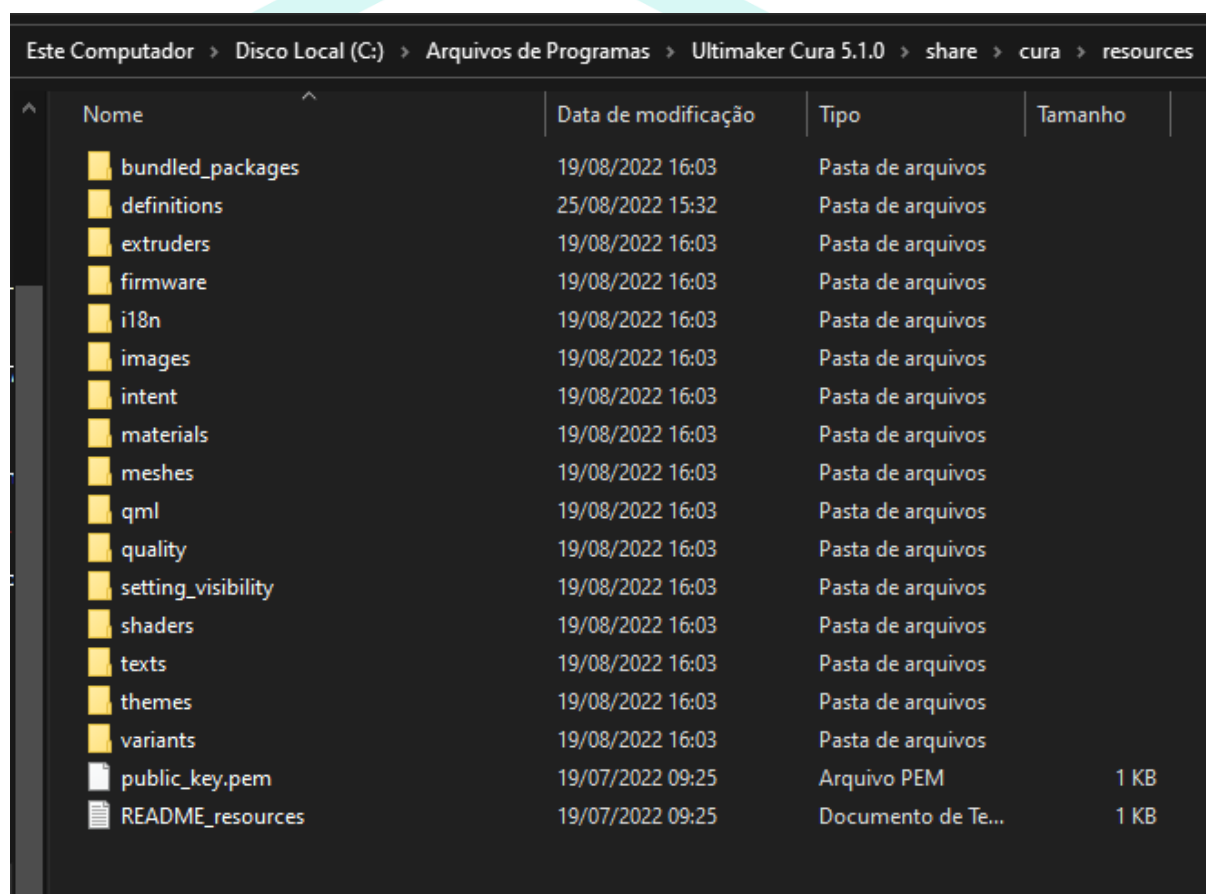 Este Computador > Disco Local (C:) > Arquivos de Programas > Ultimaker Cura 5.1.0 > share > cura > resources
Nome Data de modificação Tipo Tamanho
bundled_packages 19/08/2022 16:03 Pasta de arquivos
definitions 25/08/2022 15:32 Pasta de arquivos
extruders 19/08/2022 16:03 Pasta de arquivos
firmware 19/08/2022 16:03 Pasta de arquivos
i18n 19/08/2022 16:03 Pasta de arquivos
images 19/08/2022 16:03 Pasta de arquivos
intent 19/08/2022 16:03 Pasta de arquivos
materials 19/08/2022 16:03 Pasta de arquivos
meshes 19/08/2022 16:03 Pasta de arquivos
qml 19/08/2022 16:03 Pasta de arquivos
quality 19/08/2022 16:03 Pasta de arquivos
setting_visibility 19/08/2022 16:03 Pasta de arquivos
shaders 19/08/2022 16:03 Pasta de arquivos
texts 19/08/2022 16:03 Pasta de arquivos
themes 19/08/2022 16:03 Pasta de arquivos
variants 19/08/2022 16:03 Pasta de arquivos
public_key.pem 19/07/2022 09:25 Arquivo PEM 1 KB
README_resources 19/07/2022 09:25 Documento de Te... 1 KB